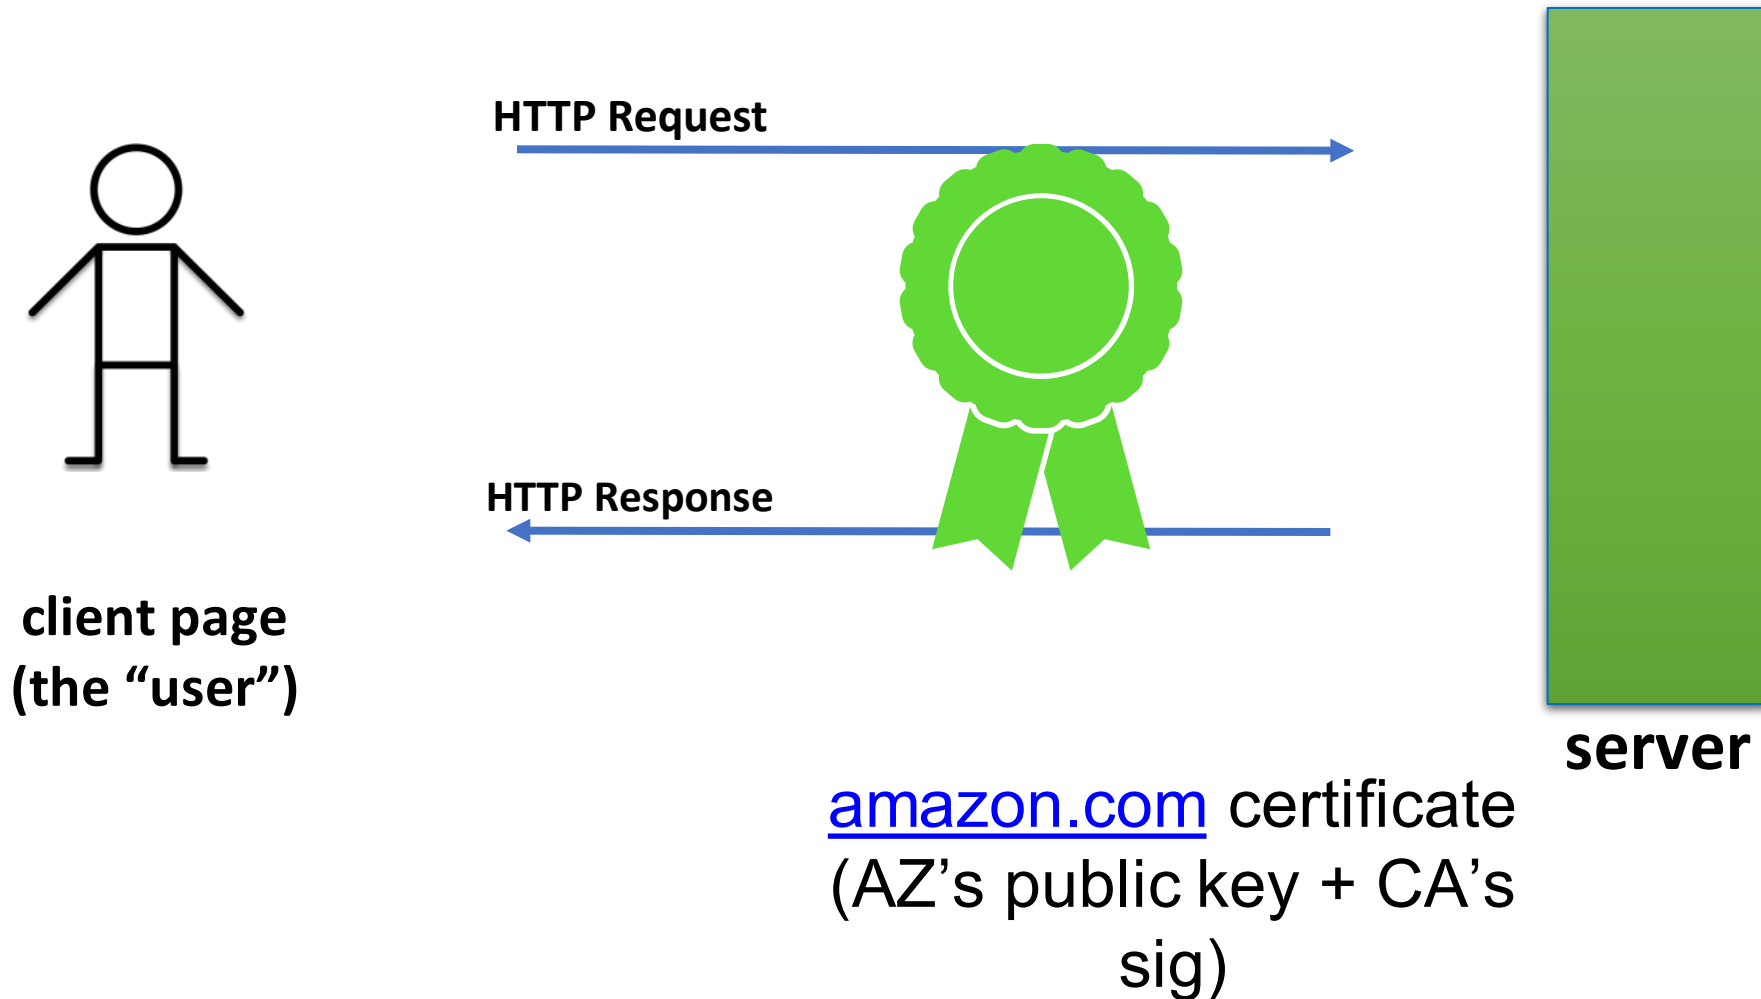 HTTP Request
HTTP Response
client page
(the “user”)
server
amazon.com certificate
(AZ’s public key + CA’s
sig)